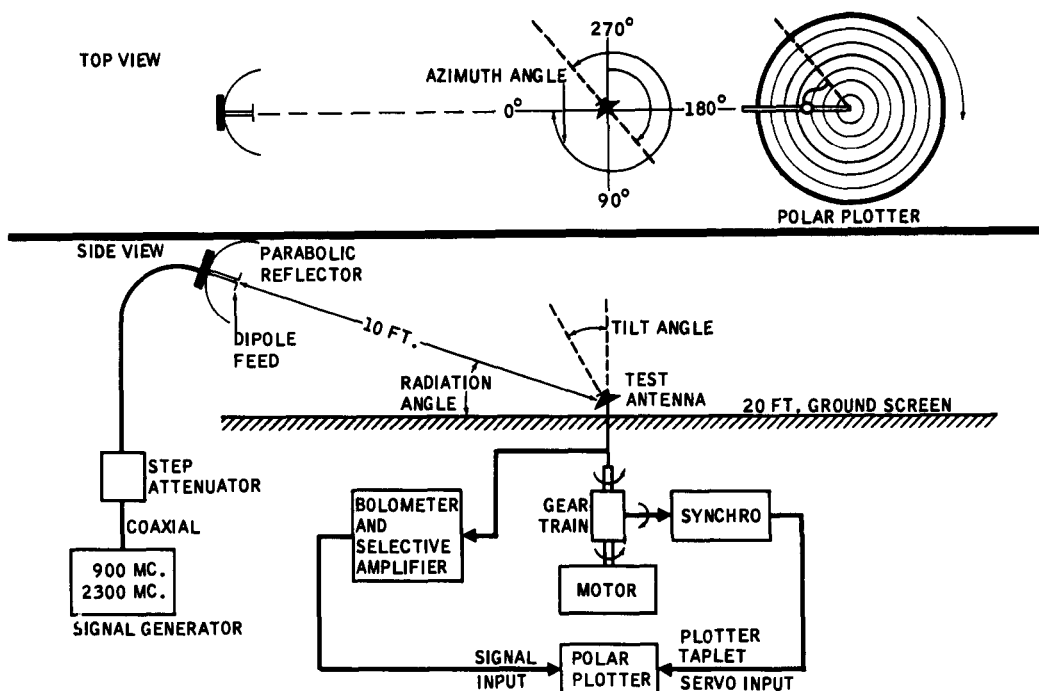 TOP VIEW
270°
AZIMUTH ANGLE
0°
180°
90°
POLAR PLOTTER
SIDE VIEW
PARABOLIC
REFLECTOR
DIPOLE
FEED
10 FT.
RADIATION
ANGLE
TILT ANGLE
TEST
ANTENNA
20 FT, GROUND SCREEN
STEP
ATTENUATOR
COAXIAL
900 MC.
2300 MC.
SIGNAL GENERATOR
BOLOMETER
AND
SELECTIVE
AMPLIFIER
GEAR
TRAIN
SYNCHRO
MOTOR
SIGNAL
INPUT
POLAR
PLOTTER
PLOTTER
TAPLET
SERVO INPUT